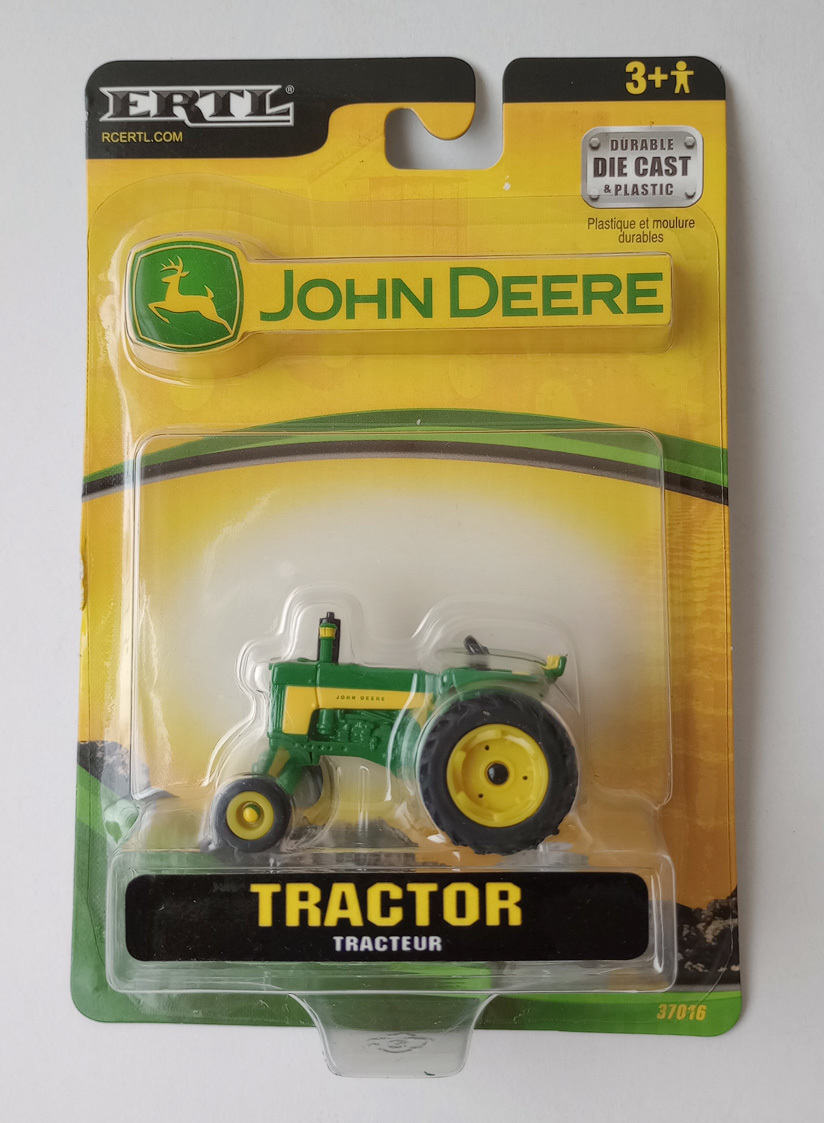 ERTL®
RCERTL.COM
3+
DURABLE
DIE CAST
& PLASTIC
Plastique et moulure
durables
JOHN DEERE
JOHN DEERE
TRACTOR
TRACTEUR
37016